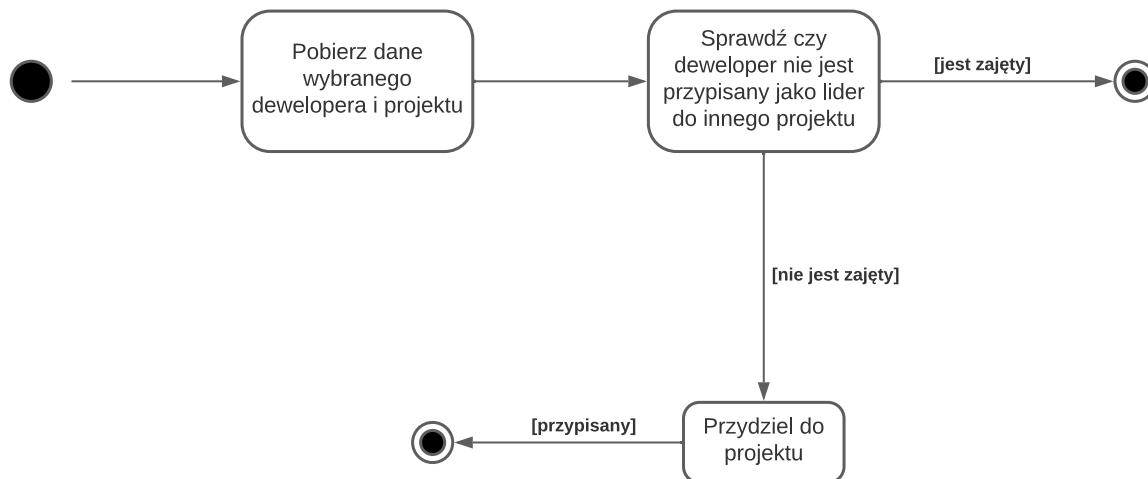 Pobierz dane
wybranego
dewelopera i projektu
Sprawdź czy
deweloper nie jest
przypisany jako lider
do innego projektu
[jest zajęty]
[nie jest zajęty]
[przypisany]
Przydziel do
projektu